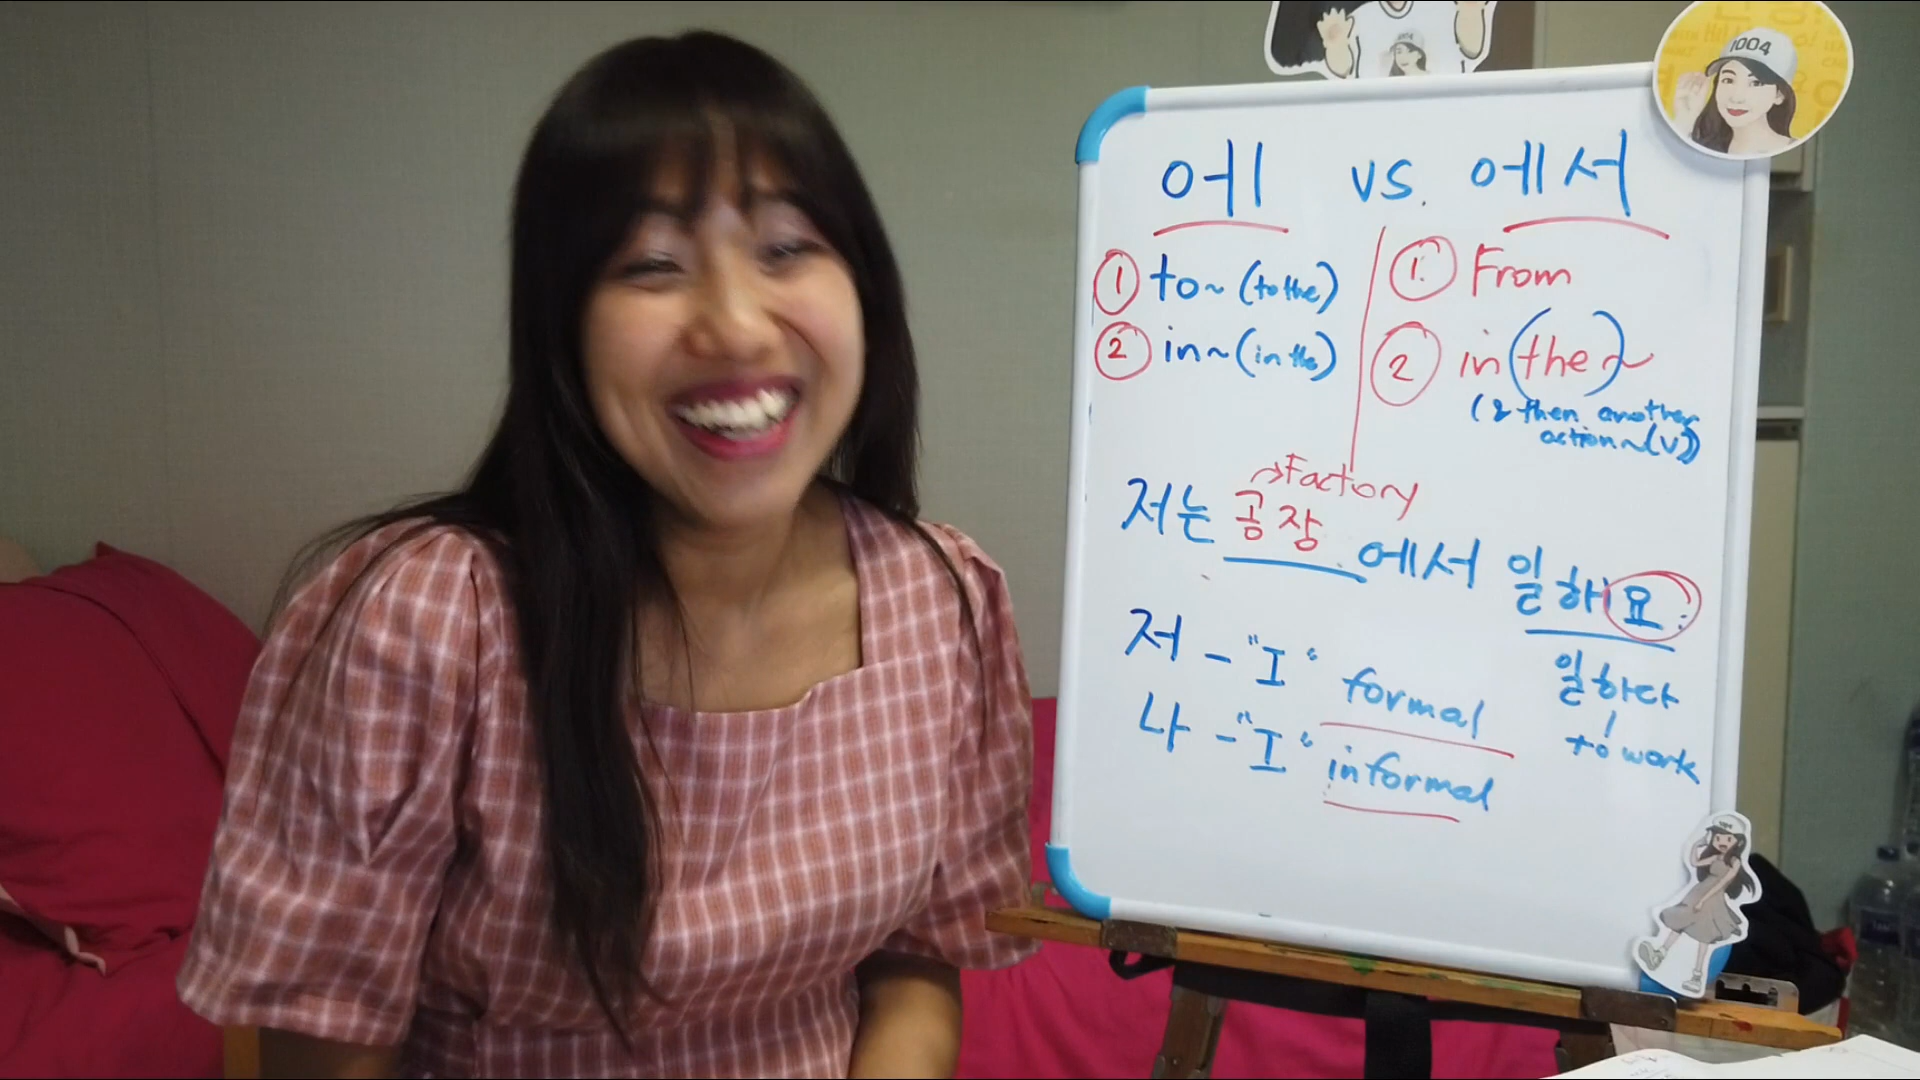 1004
에 vs. 에서
① to~ (to the)
② in~ (in the)
① From
② in (the) ~
(& then another
action~(V))
→Factory
저는 공장에서 일해요.
저 - "I" formal
나 - "I" informal
일하다
to work